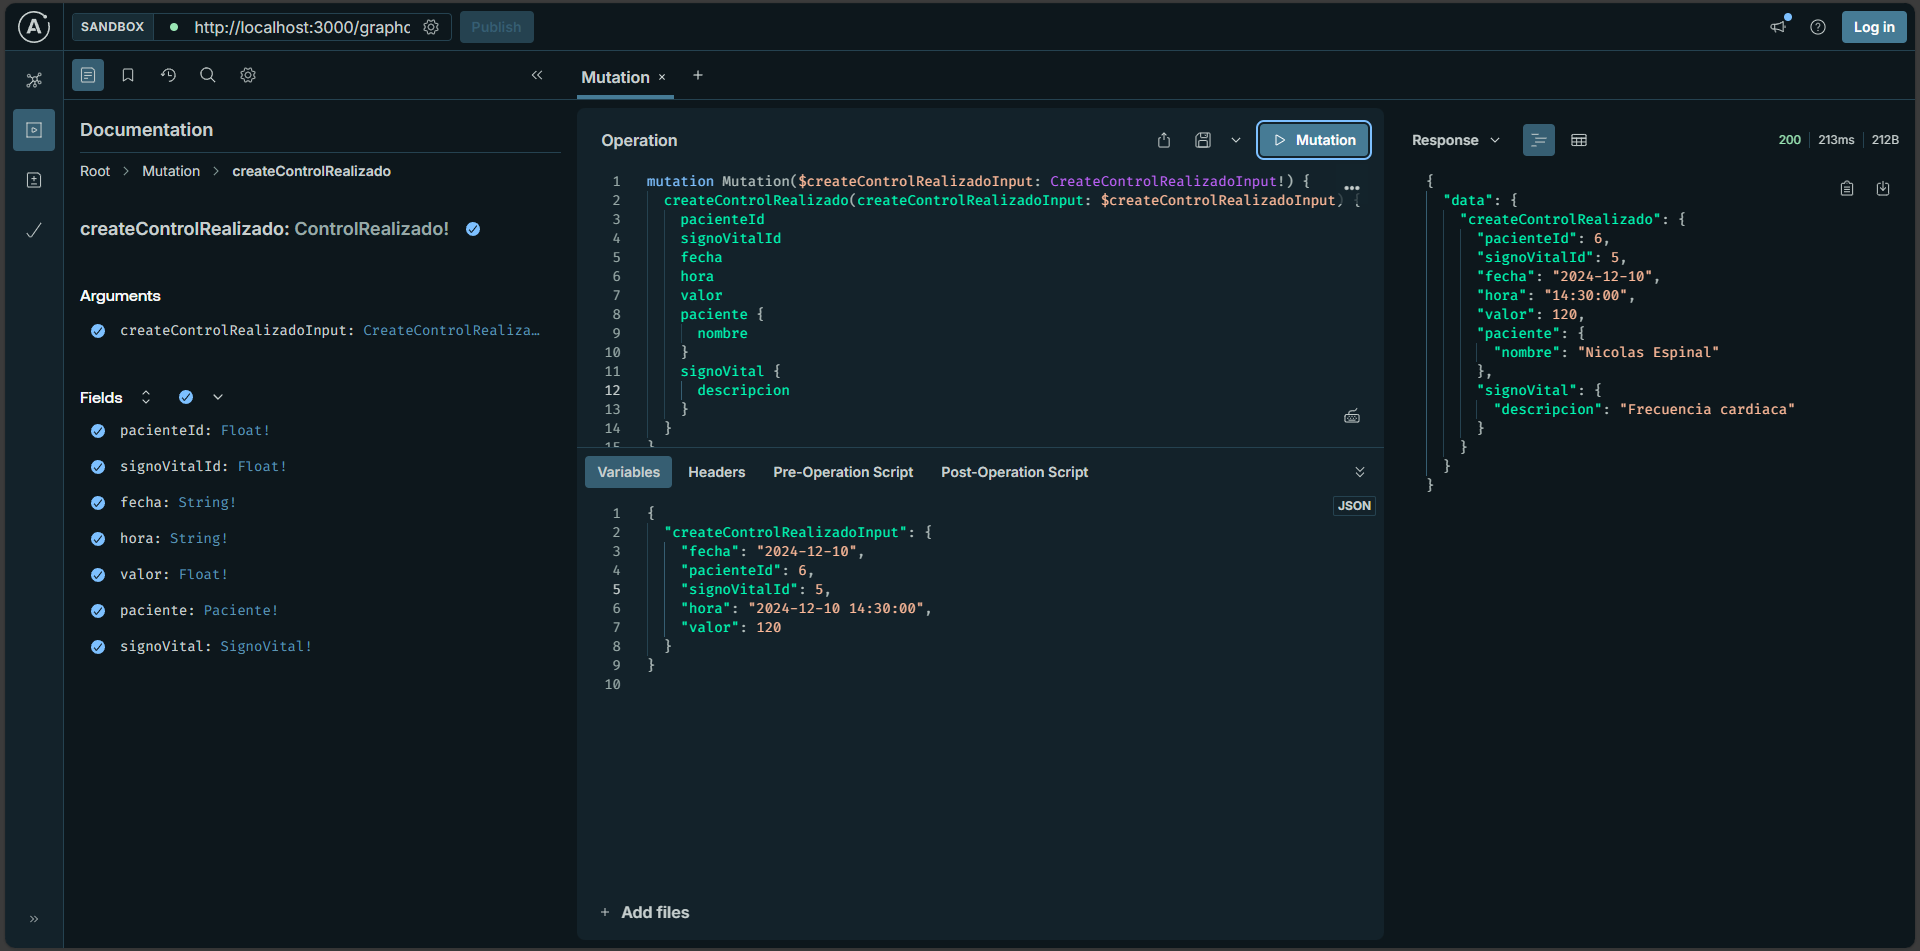 SANDBOX http://localhost:3000/graphc Publish Log in
Mutation × +
Documentation
Root > Mutation > createControlRealizado
createControlRealizado: ControlRealizado!
Arguments
createControlRealizadoInput: CreateControlRealiza…
Fields
pacienteId: Float!
signoVitalId: Float!
fecha: String!
hora: String!
valor: Float!
paciente: Paciente!
signoVital: SignoVital!
Operation
Mutation
1 mutation Mutation($createControlRealizadoInput: CreateControlRealizadoInput!) {
2 createControlRealizado(createControlRealizadoInput: $createControlRealizadoInput) {
3 pacienteId
4 signoVitalId
5 fecha
6 hora
7 valor
8 paciente {
9 nombre
10 }
11 signoVital {
12 descripcion
13 }
14 }
15 }
Variables Headers Pre-Operation Script Post-Operation Script
JSON
1 {
2 "createControlRealizadoInput": {
3 "fecha": "2024-12-10",
4 "pacienteId": 6,
5 "signoVitalId": 5,
6 "hora": "2024-12-10 14:30:00",
7 "valor": 120
8 }
9 }
10
+ Add files
Response 200 213ms 212B
{
"data": {
"createControlRealizado": {
"pacienteId": 6,
"signoVitalId": 5,
"fecha": "2024-12-10",
"hora": "14:30:00",
"valor": 120,
"paciente": {
"nombre": "Nicolas Espinal"
},
"signoVital": {
"descripcion": "Frecuencia cardiaca"
}
}
}
}